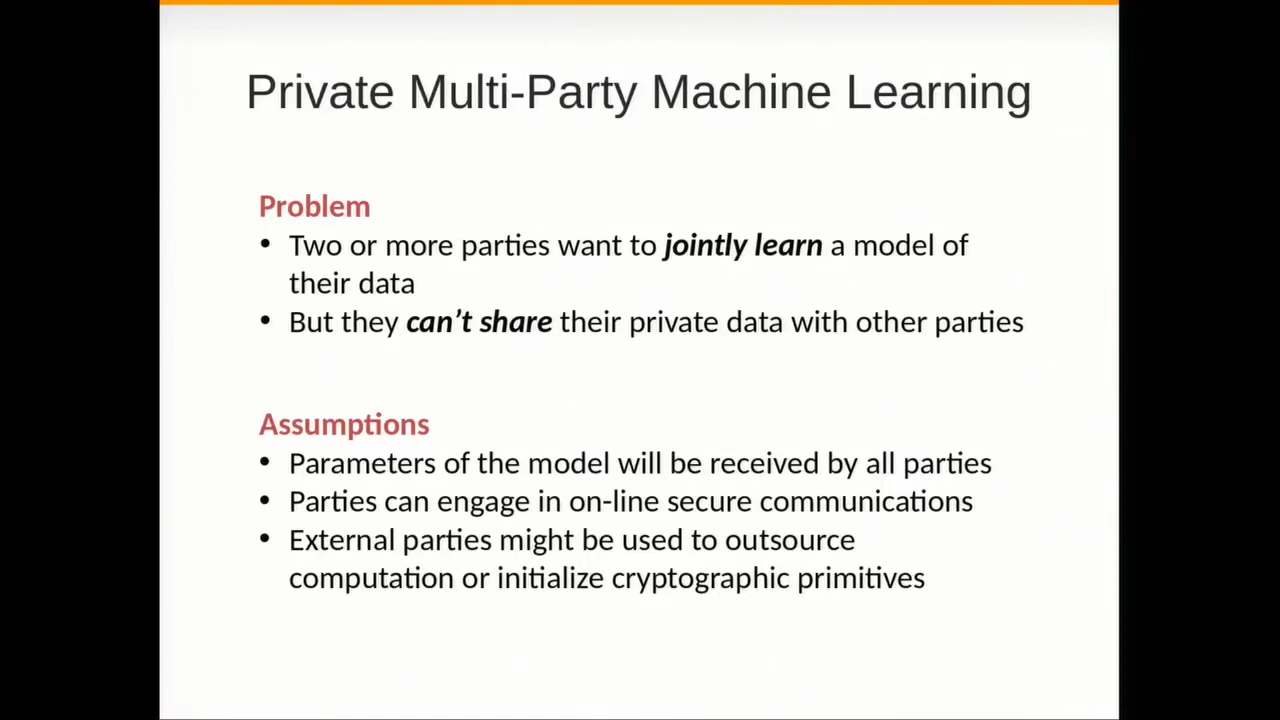 Private Multi-Party Machine Learning
Problem
• Two or more parties want to jointly learn a model of
their data
• But they can’t share their private data with other parties
Assumptions
• Parameters of the model will be received by all parties
• Parties can engage in on-line secure communications
• External parties might be used to outsource
computation or initialize cryptographic primitives